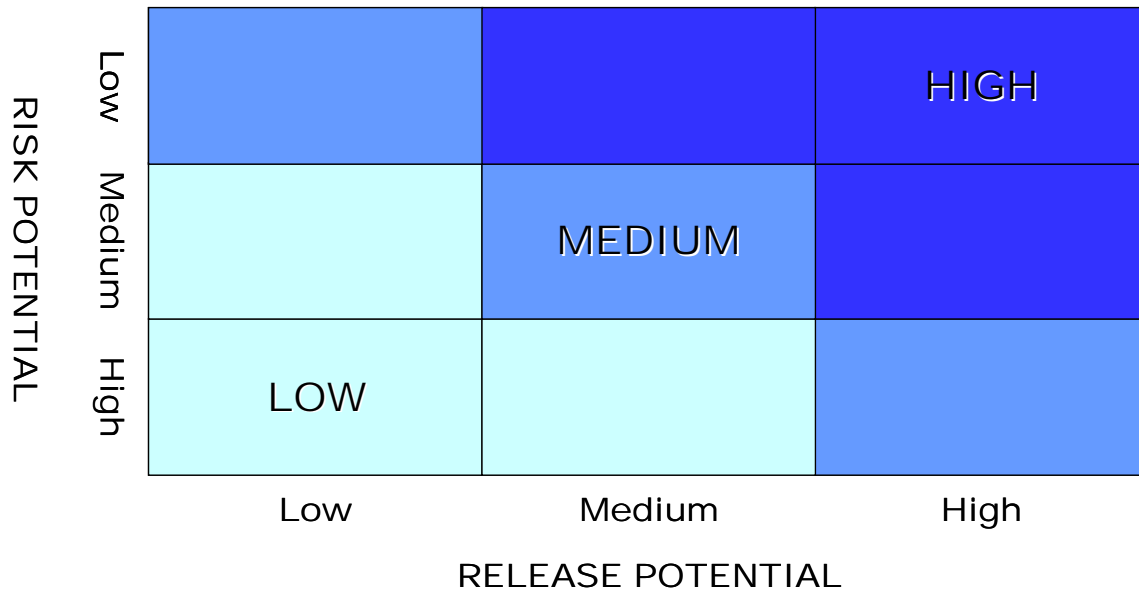 RISK POTENTIAL
Low
HIGH
Medium
MEDIUM
High
LOW
Low
Medium
High
RELEASE POTENTIAL